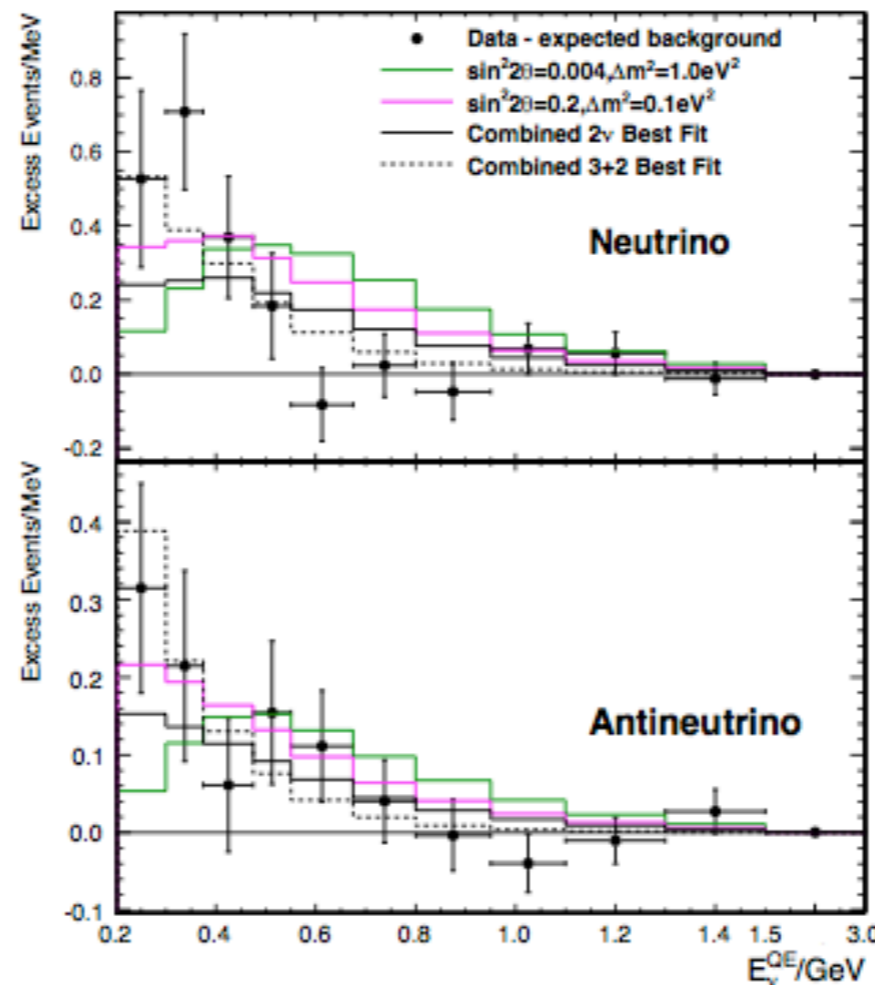 Excess Events/MeV
0.8
0.6
0.4
0.2
0.0
-0.2
Data - expected background
sin²2θ=0.004,Δm²=1.0eV²
sin²2θ=0.2,Δm²=0.1eV²
Combined 2ν Best Fit
Combined 3+2 Best Fit
Neutrino
Excess Events/MeV
0.4
0.3
0.2
0.1
0.0
-0.1
Antineutrino
0.2 0.4 0.6 0.8 1.0 1.2 1.4 1.5 3.0
E_ν^QE/GeV